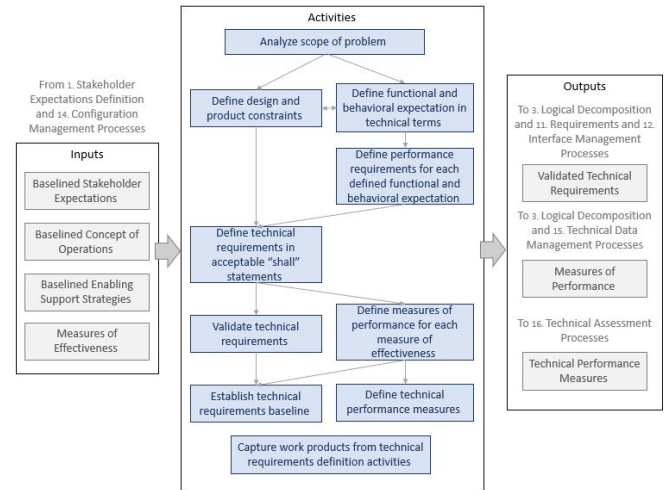 Activities
Analyze scope of problem
Define design and
product constraints
Define functional and
behavioral expectation in
technical terms
Define performance
requirements for each
defined functional and
behavioral expectation
Define technical
requirements in
acceptable "shall"
statements
Validate technical
requirements
Define measures of
performance for each
measure of
effectiveness
Establish technical
requirements baseline
Define technical
performance measures
Capture work products from technical
requirements definition activities
From 1. Stakeholder
Expectations Definition
and 14. Configuration
Management Processes
Inputs
Baselined Stakeholder
Expectations
Baselined Concept of
Operations
Baselined Enabling
Support Strategies
Measures of
Effectiveness
Outputs
To 3. Logical Decomposition
and 11. Requirements and 12.
Interface Management
Processes
Validated Technical
Requirements
To 3. Logical Decomposition
and 15. Technical Data
Management Processes
Measures of
Performance
To 16. Technical Assessment
Processes
Technical Performance
Measures